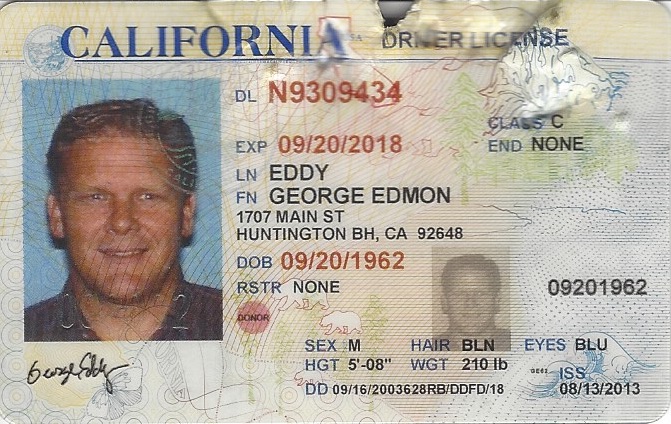 CALIFORNIA DRIVER LICENSE
DL N9309434
CLASS C
EXP 09/20/2018 END NONE
LN EDDY
FN GEORGE EDMON
1707 MAIN ST
HUNTINGTON BH, CA 92648
DOB 09/20/1962
RSTR NONE 09201962
DONOR
SEX M HAIR BLN EYES BLU
HGT 5'-08" WGT 210 lb ISS
DD 09/16/2003628RB/DDFD/18 08/13/2013
George Eddy